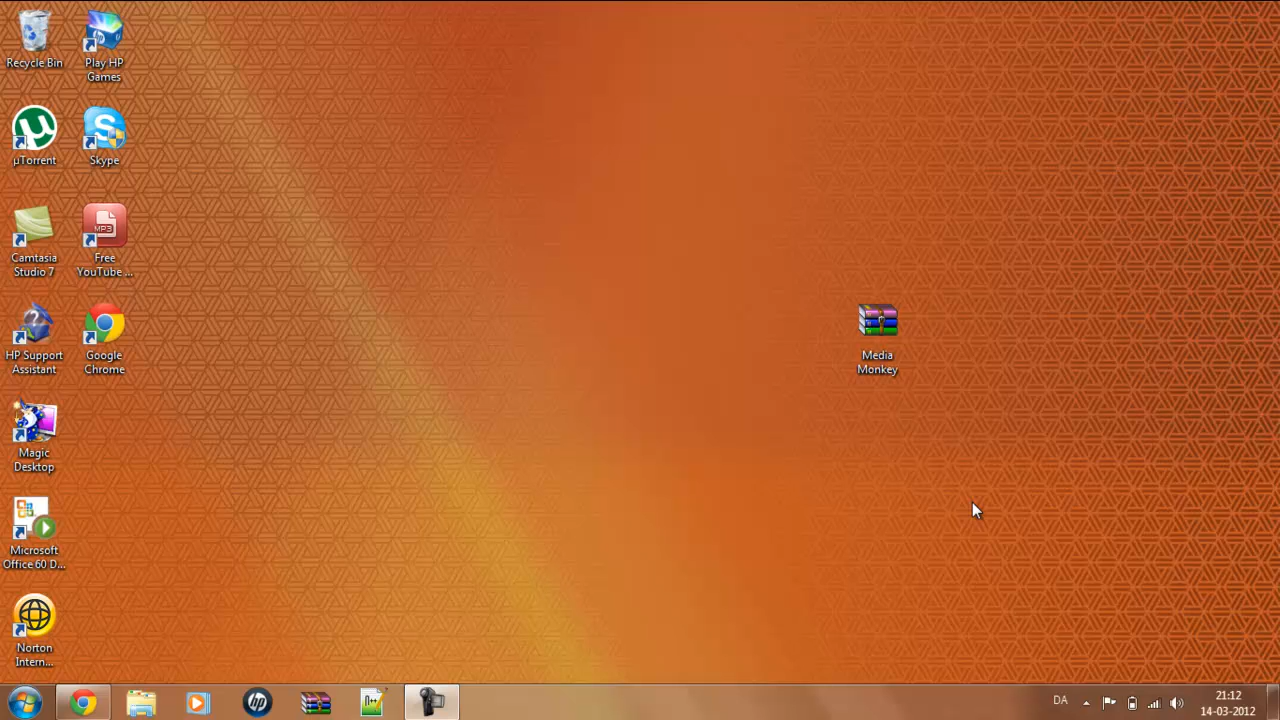 Recycle Bin
Play HP
Games
µTorrent
Skype
Camtasia
Studio 7
MP3
Free
YouTube ...
HP Support
Assistant
Google
Chrome
Media
Monkey
Magic
Desktop
Microsoft
Office 60 D...
Norton
Intern...
DA
21:12
14-03-2012